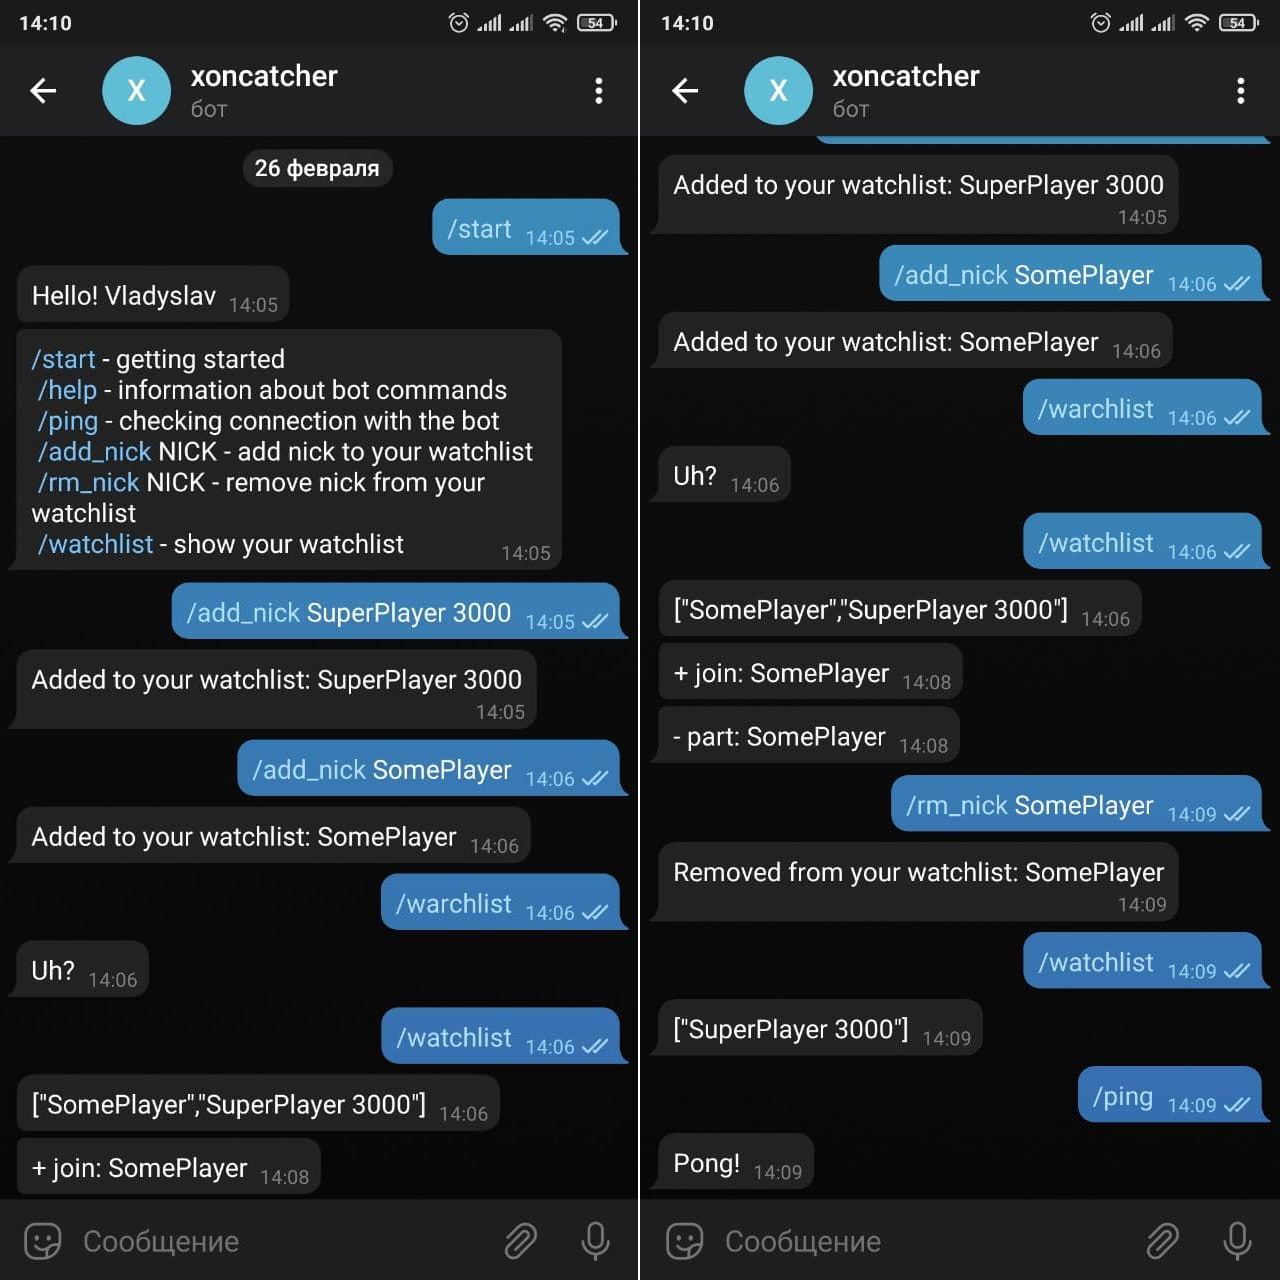 14:10
54
X
xoncatcher
бот
26 февраля
/start 14:05
Hello! Vladyslav 14:05
/start - getting started
/help - information about bot commands
/ping - checking connection with the bot
/add_nick NICK - add nick to your watchlist
/rm_nick NICK - remove nick from your
watchlist
/watchlist - show your watchlist
14:05
/add_nick SuperPlayer 3000 14:05
Added to your watchlist: SuperPlayer 3000
14:05
/add_nick SomePlayer 14:06
Added to your watchlist: SomePlayer 14:06
/warchlist 14:06
Uh? 14:06
/watchlist 14:06
["SomePlayer","SuperPlayer 3000"] 14:06
+ join: SomePlayer 14:08
Сообщение
14:10
54
X
xoncatcher
бот
Added to your watchlist: SuperPlayer 3000
14:05
/add_nick SomePlayer 14:06
Added to your watchlist: SomePlayer 14:06
/warchlist 14:06
Uh? 14:06
/watchlist 14:06
["SomePlayer","SuperPlayer 3000"] 14:06
+ join: SomePlayer 14:08
- part: SomePlayer 14:08
/rm_nick SomePlayer 14:09
Removed from your watchlist: SomePlayer
14:09
/watchlist 14:09
["SuperPlayer 3000"] 14:09
/ping 14:09
Pong! 14:09
Сообщение